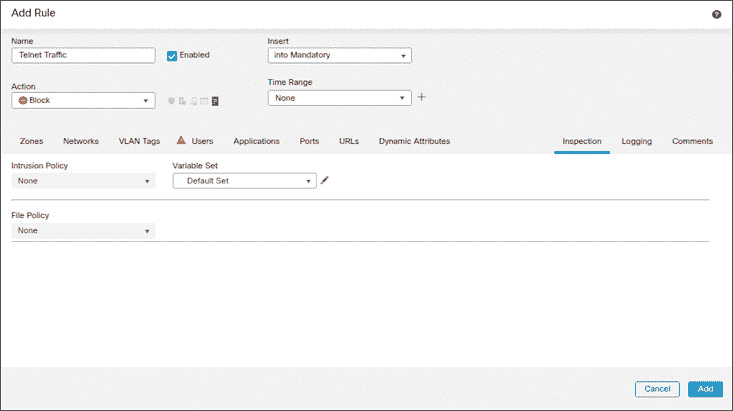 Add Rule
Name
Telnet Traffic
Enabled
Insert
into Mandatory
Action
Block
Time Range
None
Zones Networks VLAN Tags Users Applications Ports URLs Dynamic Attributes Inspection Logging Comments
Intrusion Policy Variable Set
None Default Set
File Policy
None
Cancel Add